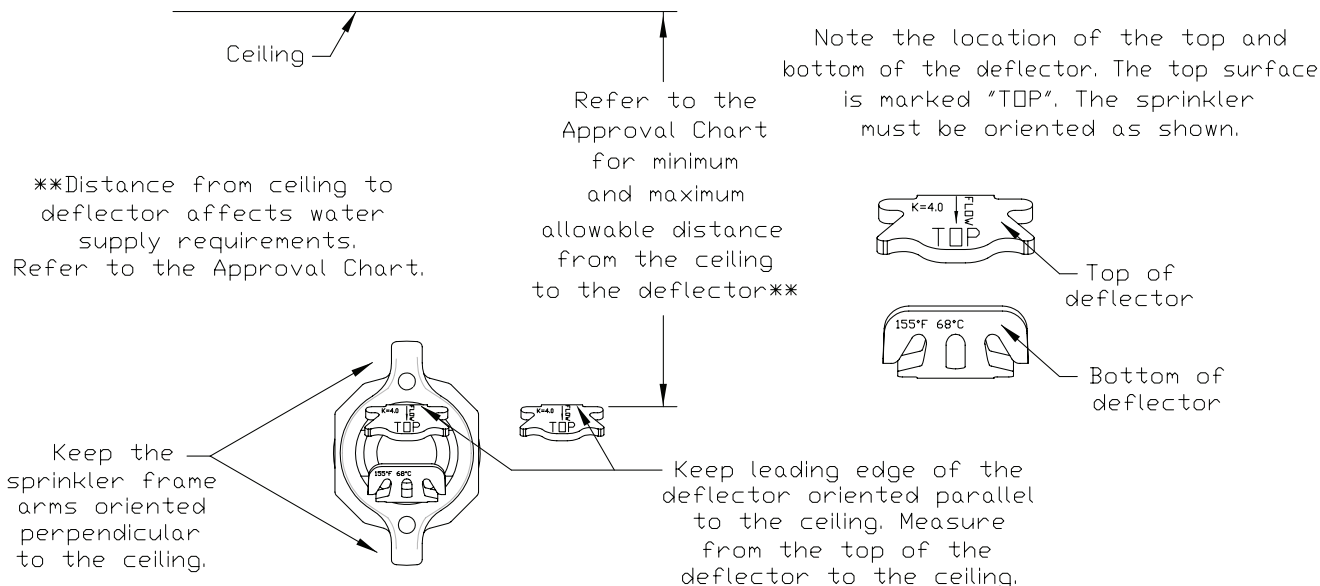 Ceiling
Refer to the
Approval Chart
for minimum
and maximum
allowable distance
from the ceiling
to the deflector**
Note the location of the top and
bottom of the deflector. The top surface
is marked "TOP". The sprinkler
must be oriented as shown.
**Distance from ceiling to
deflector affects water
supply requirements.
Refer to the Approval Chart.
K=4.0
FLOW
TOP
Top of
deflector
155°F 68°C
Bottom of
deflector
K=4.0
FLOW
TOP
155°F 68°C
K=4.0
FLOW
TOP
Keep the
sprinkler frame
arms oriented
perpendicular
to the ceiling.
Keep leading edge of the
deflector oriented parallel
to the ceiling. Measure
from the top of the
deflector to the ceiling.